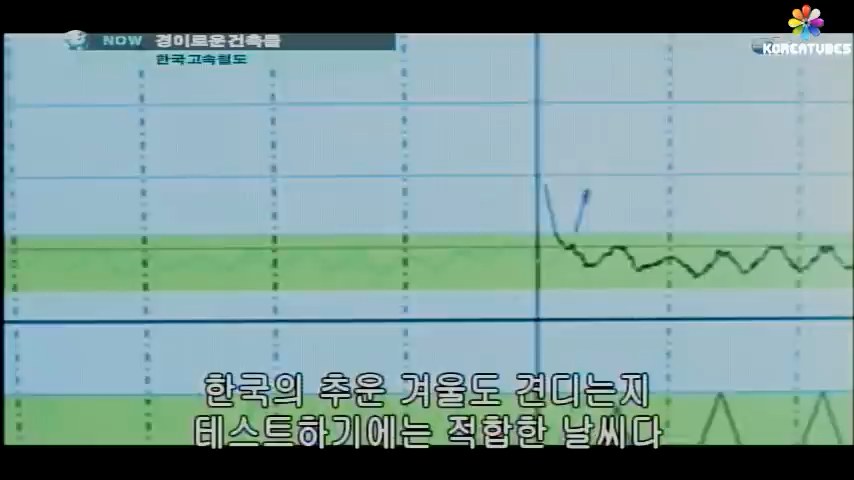 NOW 경이로운건축물
한국고속철도
KOREATUBES
한국의 추운 겨울도 견디는지
테스트하기에는 적합한 날씨다